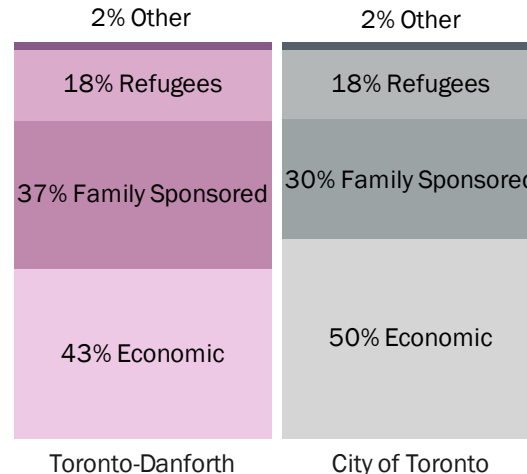 2% Other
18% Refugees
37% Family Sponsored
43% Economic
Toronto-Danforth
2% Other
18% Refugees
30% Family Sponsored
50% Economic
City of Toronto